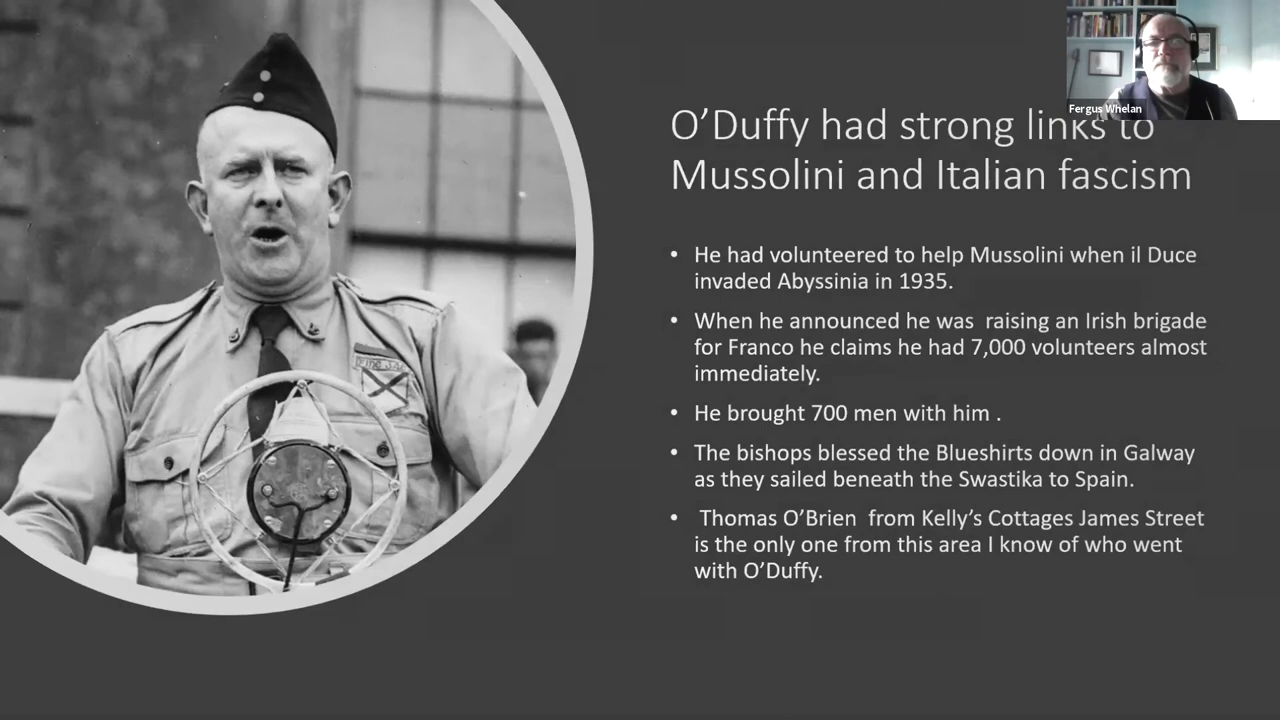 Fergus Whelan
O’Duffy had strong links to
Mussolini and Italian fascism
• He had volunteered to help Mussolini when il Duce
invaded Abyssinia in 1935.
• When he announced he was  raising an Irish brigade
for Franco he claims he had 7,000 volunteers almost
immediately.
• He brought 700 men with him .
• The bishops blessed the Blueshirts down in Galway
as they sailed beneath the Swastika to Spain.
•  Thomas O’Brien  from Kelly’s Cottages James Street
is the only one from this area I know of who went
with O’Duffy.